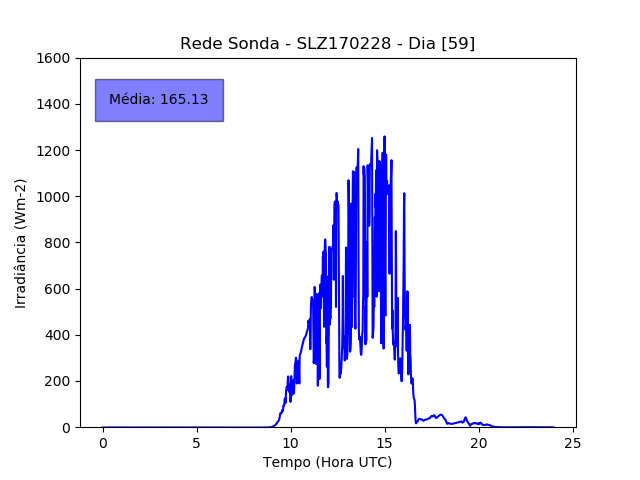 Rede Sonda - SLZ170228 - Dia [59]
1600
1400
1200
1000
800
600
400
200
0
Média: 165.13
Irradiância (Wm-2)
0 5 10 15 20 25
Tempo (Hora UTC)